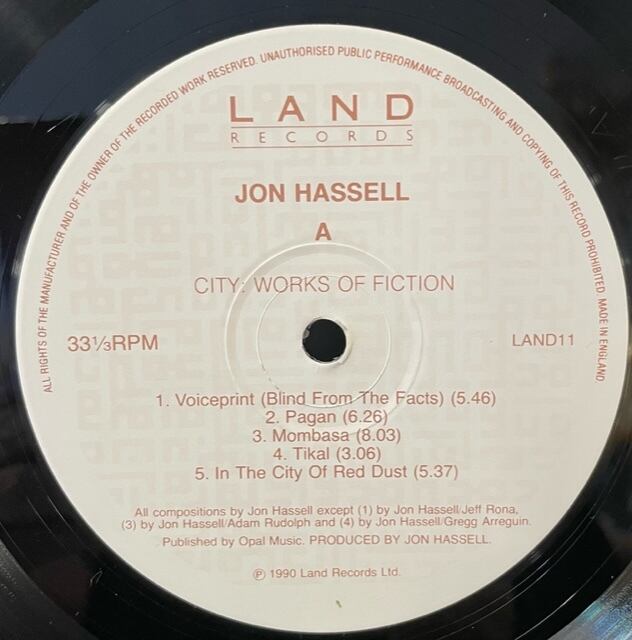 ALL RIGHTS OF THE MANUFACTURER AND OF THE OWNER OF THE RECORDED WORK RESERVED. UNAUTHORISED PUBLIC PERFORMANCE BROADCASTING AND COPYING OF THIS RECORD PROHIBITED. MADE IN ENGLAND.
LAND
RECORDS
JON HASSELL
A
CITY: WORKS OF FICTION
33⅓RPM
LAND11
1. Voiceprint (Blind From The Facts) (5.46)
2. Pagan (6.26)
3. Mombasa (8.03)
4. Tikal (3.06)
5. In The City Of Red Dust (5.37)
All compositions by Jon Hassell except (1) by Jon Hassell/Jeff Rona,
(3) by Jon Hassell/Adam Rudolph and (4) by Jon Hassell/Gregg Arreguin.
Published by Opal Music. PRODUCED BY JON HASSELL.
℗ 1990 Land Records Ltd.